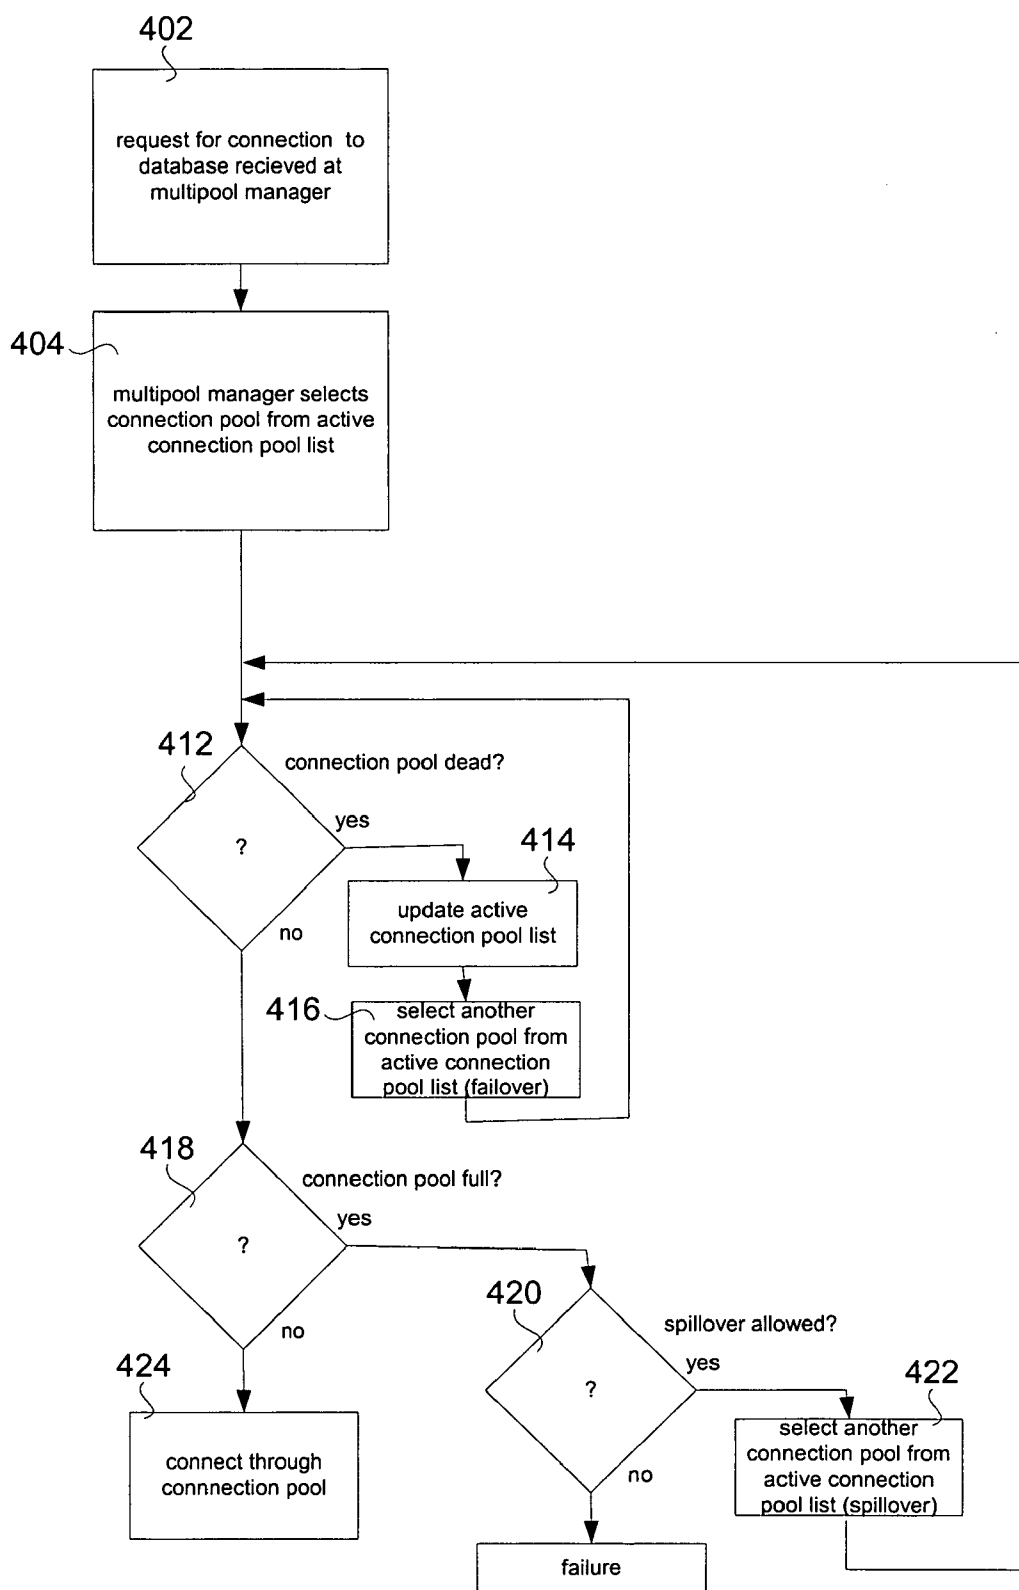 402
request for connection to
database recieved at
multipool manager
404
multipool manager selects
connection pool from active
connection pool list
412
connection pool dead?
?
yes
no
414
update active
connection pool list
416
select another
connection pool from
active connection
pool list (failover)
418
connection pool full?
yes
?
no
420
spillover allowed?
yes
?
no
422
select another
connection pool from
active connection
pool list (spillover)
424
connect through
connnection pool
failure